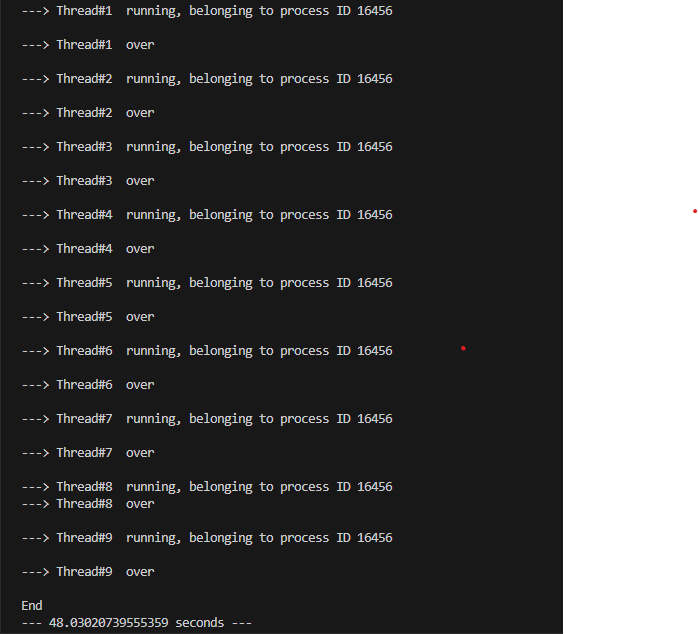 ---> Thread#1  running, belonging to process ID 16456
---> Thread#1  over
---> Thread#2  running, belonging to process ID 16456
---> Thread#2  over
---> Thread#3  running, belonging to process ID 16456
---> Thread#3  over
---> Thread#4  running, belonging to process ID 16456
---> Thread#4  over
---> Thread#5  running, belonging to process ID 16456
---> Thread#5  over
---> Thread#6  running, belonging to process ID 16456
---> Thread#6  over
---> Thread#7  running, belonging to process ID 16456
---> Thread#7  over
---> Thread#8  running, belonging to process ID 16456
---> Thread#8  over
---> Thread#9  running, belonging to process ID 16456
---> Thread#9  over
End
--- 48.03020739555359 seconds ---